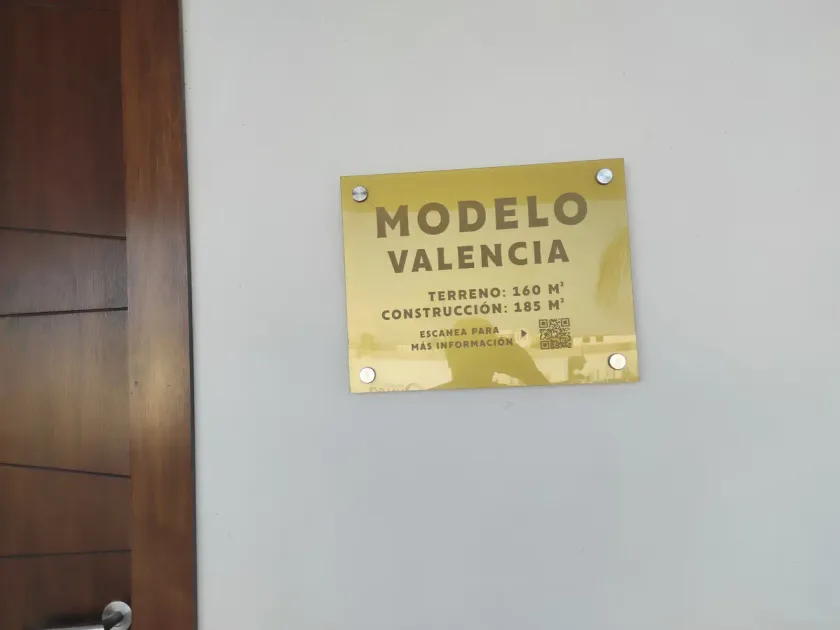 MODELO
VALENCIA
TERRENO: 160 M²
CONSTRUCCIÓN: 185 M²
ESCANEA PARA
MÁS INFORMACIÓN